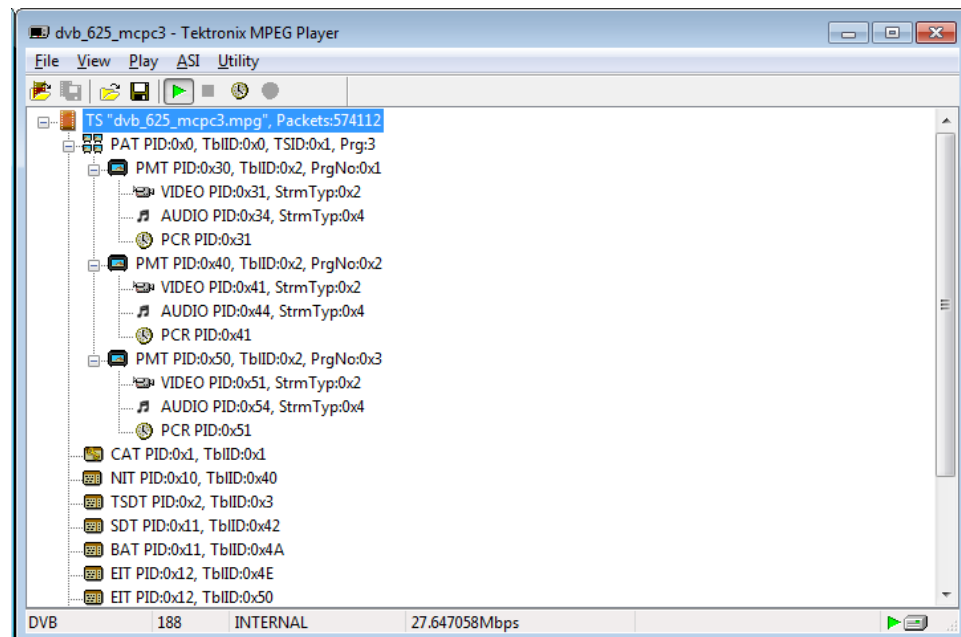 dvb_625_mcpc3 - Tektronix MPEG Player
File View Play ASI Utility
TS "dvb_625_mcpc3.mpg", Packets:574112
PAT PID:0x0, TblID:0x0, TSID:0x1, Prg:3
PMT PID:0x30, TblID:0x2, PrgNo:0x1
VIDEO PID:0x31, StrmTyp:0x2
AUDIO PID:0x34, StrmTyp:0x4
PCR PID:0x31
PMT PID:0x40, TblID:0x2, PrgNo:0x2
VIDEO PID:0x41, StrmTyp:0x2
AUDIO PID:0x44, StrmTyp:0x4
PCR PID:0x41
PMT PID:0x50, TblID:0x2, PrgNo:0x3
VIDEO PID:0x51, StrmTyp:0x2
AUDIO PID:0x54, StrmTyp:0x4
PCR PID:0x51
CAT PID:0x1, TblID:0x1
NIT PID:0x10, TblID:0x40
TSDT PID:0x2, TblID:0x3
SDT PID:0x11, TblID:0x42
BAT PID:0x11, TblID:0x4A
EIT PID:0x12, TblID:0x4E
EIT PID:0x12, TblID:0x50
DVB 188 INTERNAL 27.647058Mbps